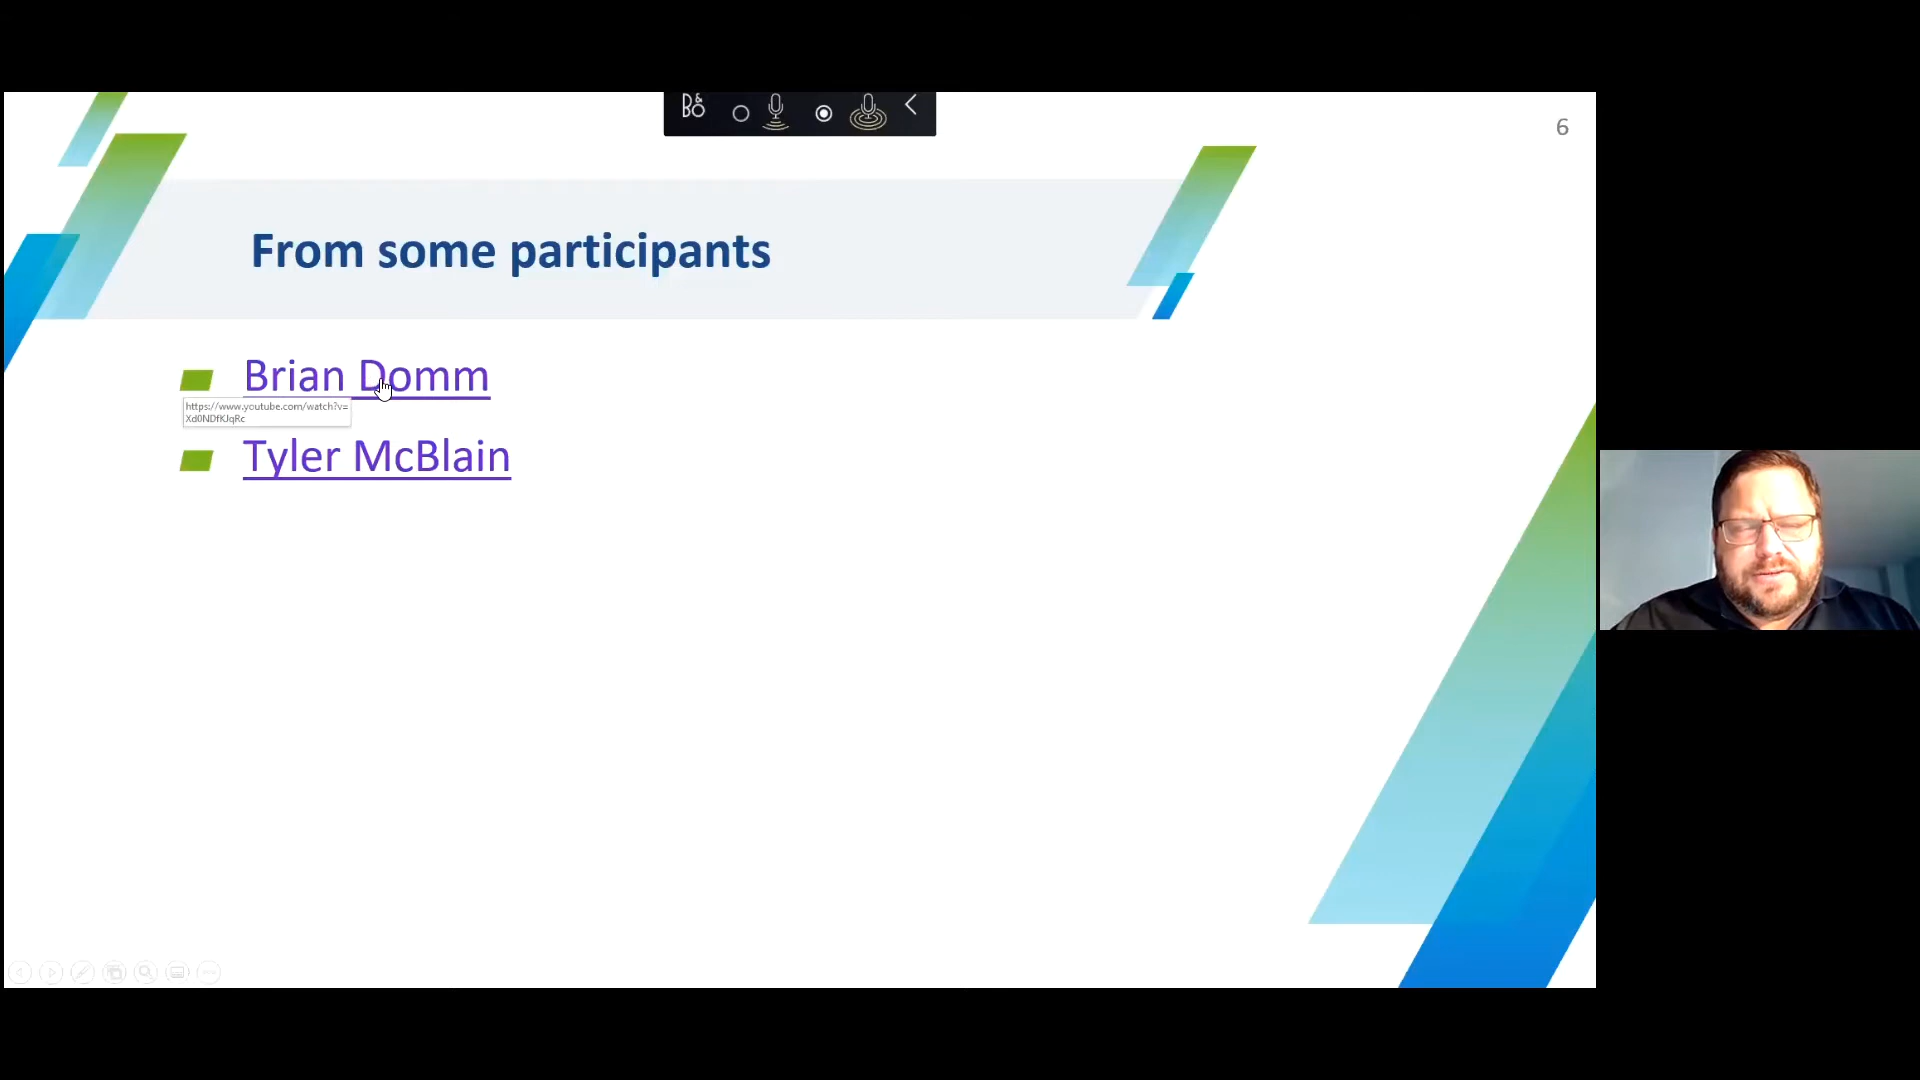 B&O
6
From some participants
Brian Domm
https://www.youtube.com/watch?v=
Xd0NDfKJqRc
Tyler McBlain